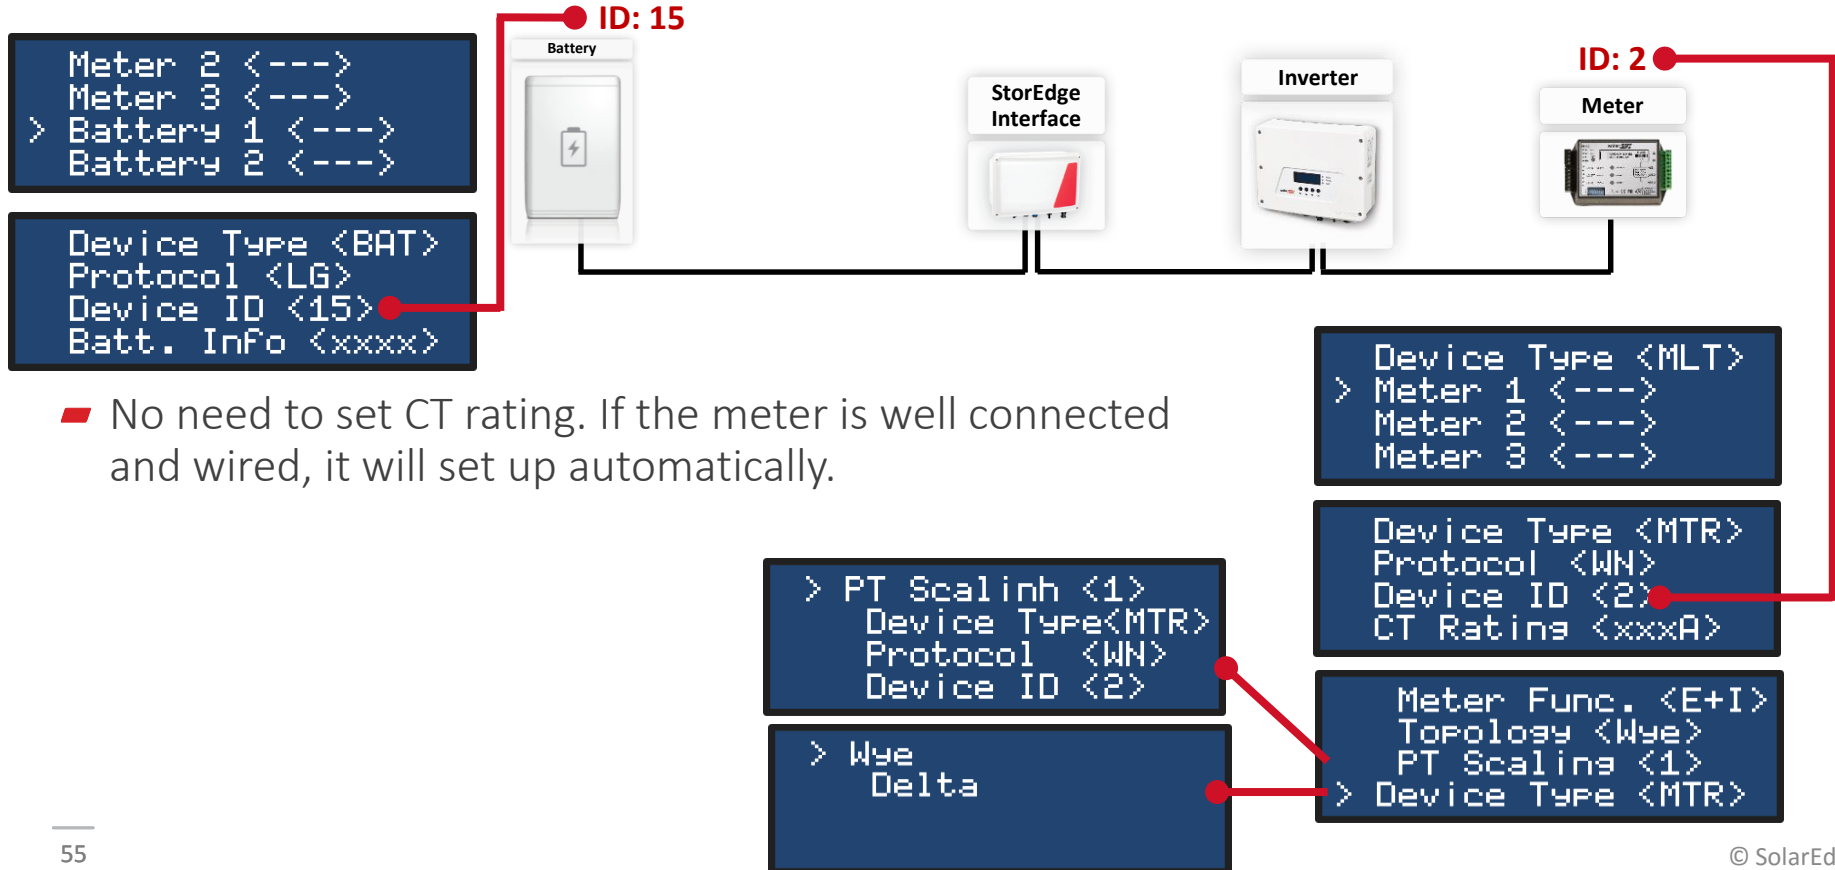 ID: 15
Battery
Meter 2 <--->
Meter 3 <--->
> Battery 1 <--->
Battery 2 <--->
Device Type <BAT>
Protocol <LG>
Device ID <15>
Batt. Info <xxxx>
StorEdge
Interface
Inverter
ID: 2
Meter
No need to set CT rating. If the meter is well connected
and wired, it will set up automatically.
Device Type <MLT>
> Meter 1 <--->
Meter 2 <--->
Meter 3 <--->
Device Type <MTR>
Protocol <WN>
Device ID <2>
CT Rating <xxxA>
> PT Scalinh <1>
Device Type<MTR>
Protocol <WN>
Device ID <2>
Meter Func. <E+I>
Topology <Wye>
PT Scaling <1>
> Device Type <MTR>
> Wye
Delta
55
© SolarEd